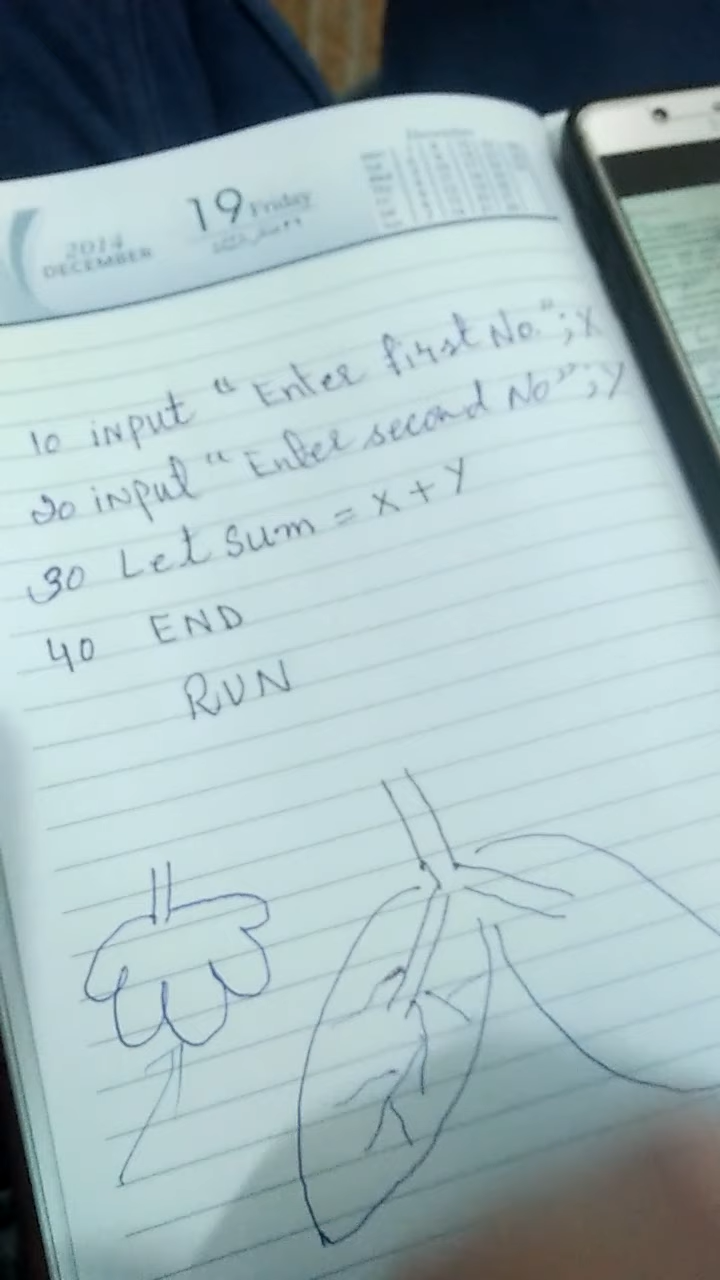 2014
DECEMBER
19 Friday
10 input “ Enter first No.”; X
20 input “ Enter second No”; Y
30 Let Sum = X + Y
40 END
RUN